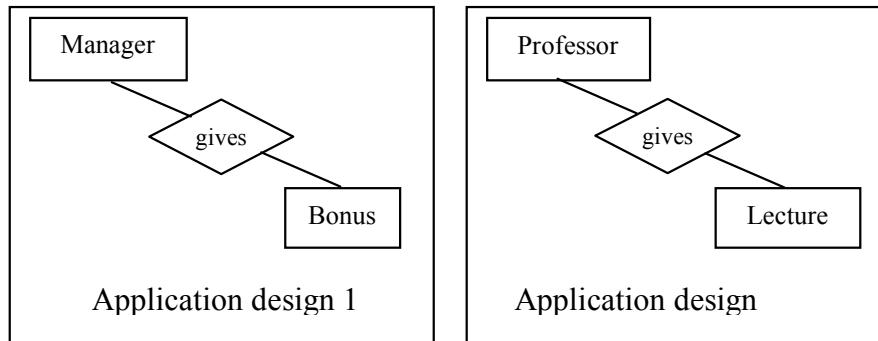 Manager
gives
Bonus
Application design 1
Professor
gives
Lecture
Application design